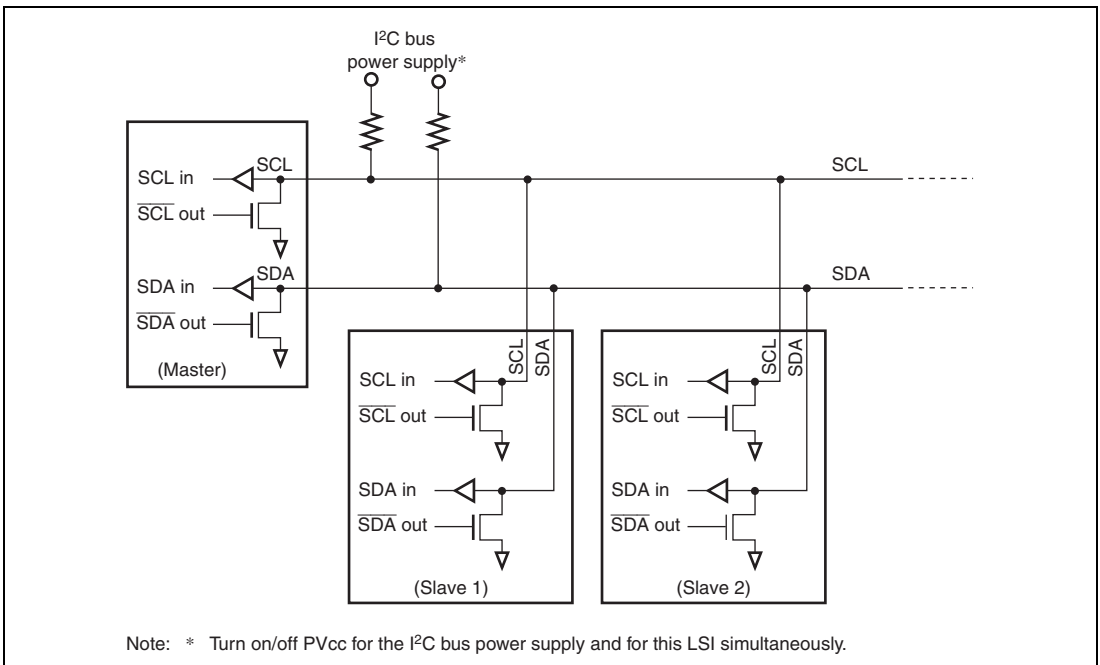 I²C bus
power supply*
SCL
SCL in
SCL out
SDA
SDA in
SDA out
(Master)
SCL
SDA
SCL
SDA
SCL in
SCL out
SDA in
SDA out
(Slave 1)
SCL
SDA
SCL in
SCL out
SDA in
SDA out
(Slave 2)
Note: * Turn on/off PVcc for the I²C bus power supply and for this LSI simultaneously.